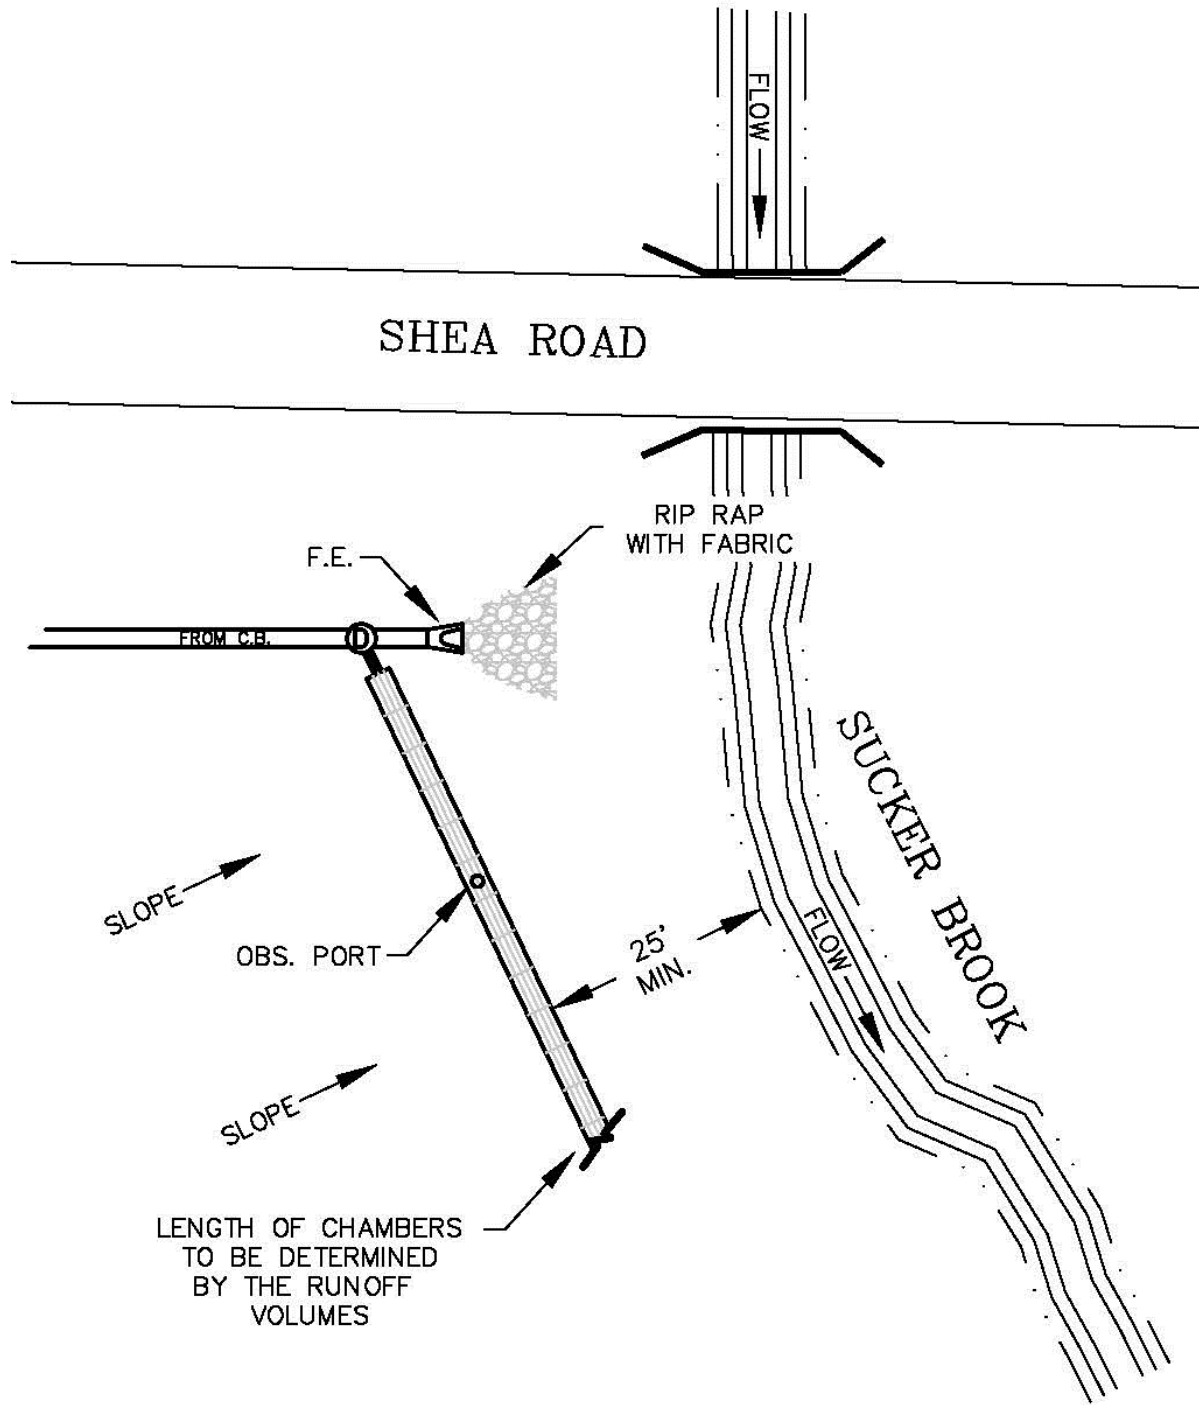 FLOW
SHEA ROAD
RIP RAP
WITH FABRIC
F.E.
FROM C.B.
D
SUCKER BROOK
SLOPE
OBS. PORT
25'
MIN.
FLOW
SLOPE
LENGTH OF CHAMBERS
TO BE DETERMINED
BY THE RUNOFF
VOLUMES